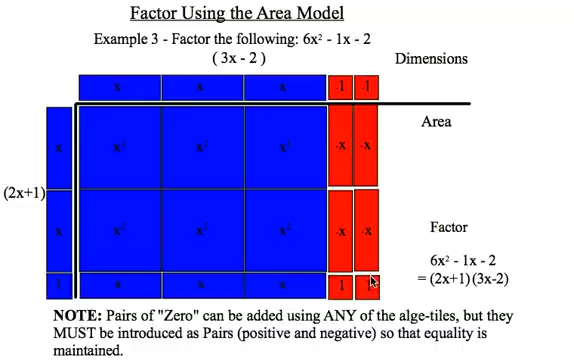 Factor Using the Area Model
Example 3 - Factor the following: 6x² - 1x - 2
( 3x - 2 )
Dimensions
x x x -1 -1
Area
x x² x² x² -x -x
(2x+1)
x x² x² x² -x -x
Factor
6x² - 1x - 2
= (2x+1)(3x-2)
1 x x x 1
NOTE: Pairs of "Zero" can be added using ANY of the alge-tiles, but they
MUST be introduced as Pairs (positive and negative) so that equality is
maintained.